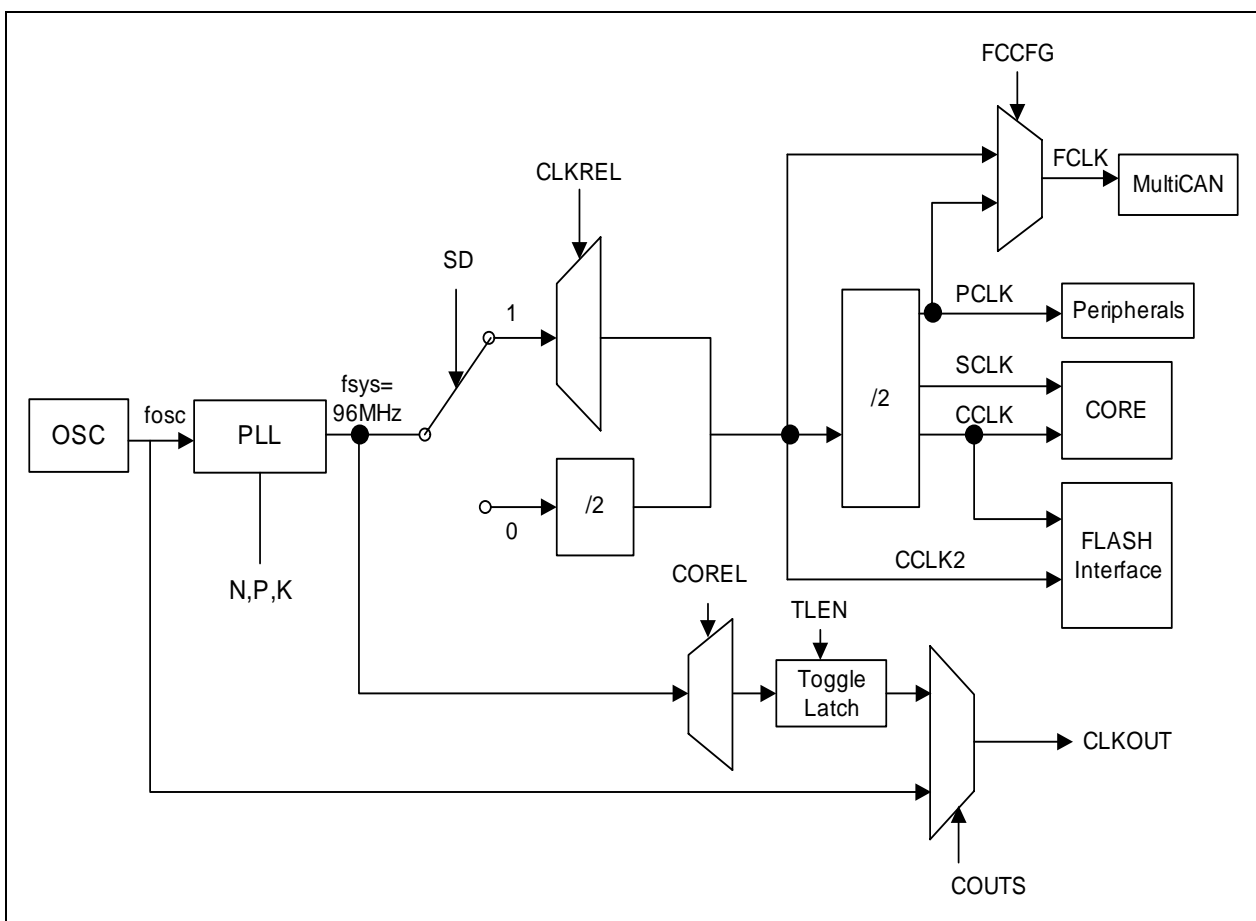 FCCFG
FCLK
MultiCAN
CLKREL
SD
1
PCLK
Peripherals
SCLK
CORE
CCLK
/2
fsys=
96MHz
OSC
fosc
PLL
/2
0
FLASH
Interface
CCLK2
N,P,K
COREL
TLEN
Toggle
Latch
CLKOUT
COUTS